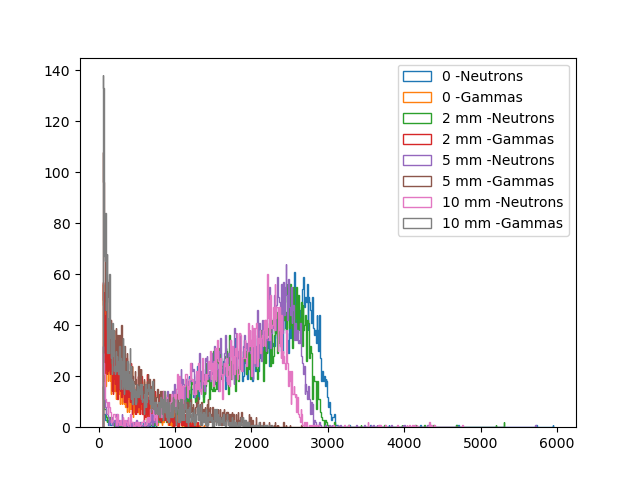 140
120
100
80
60
40
20
0
0 1000 2000 3000 4000 5000 6000
0 -Neutrons
0 -Gammas
2 mm -Neutrons
2 mm -Gammas
5 mm -Neutrons
5 mm -Gammas
10 mm -Neutrons
10 mm -Gammas